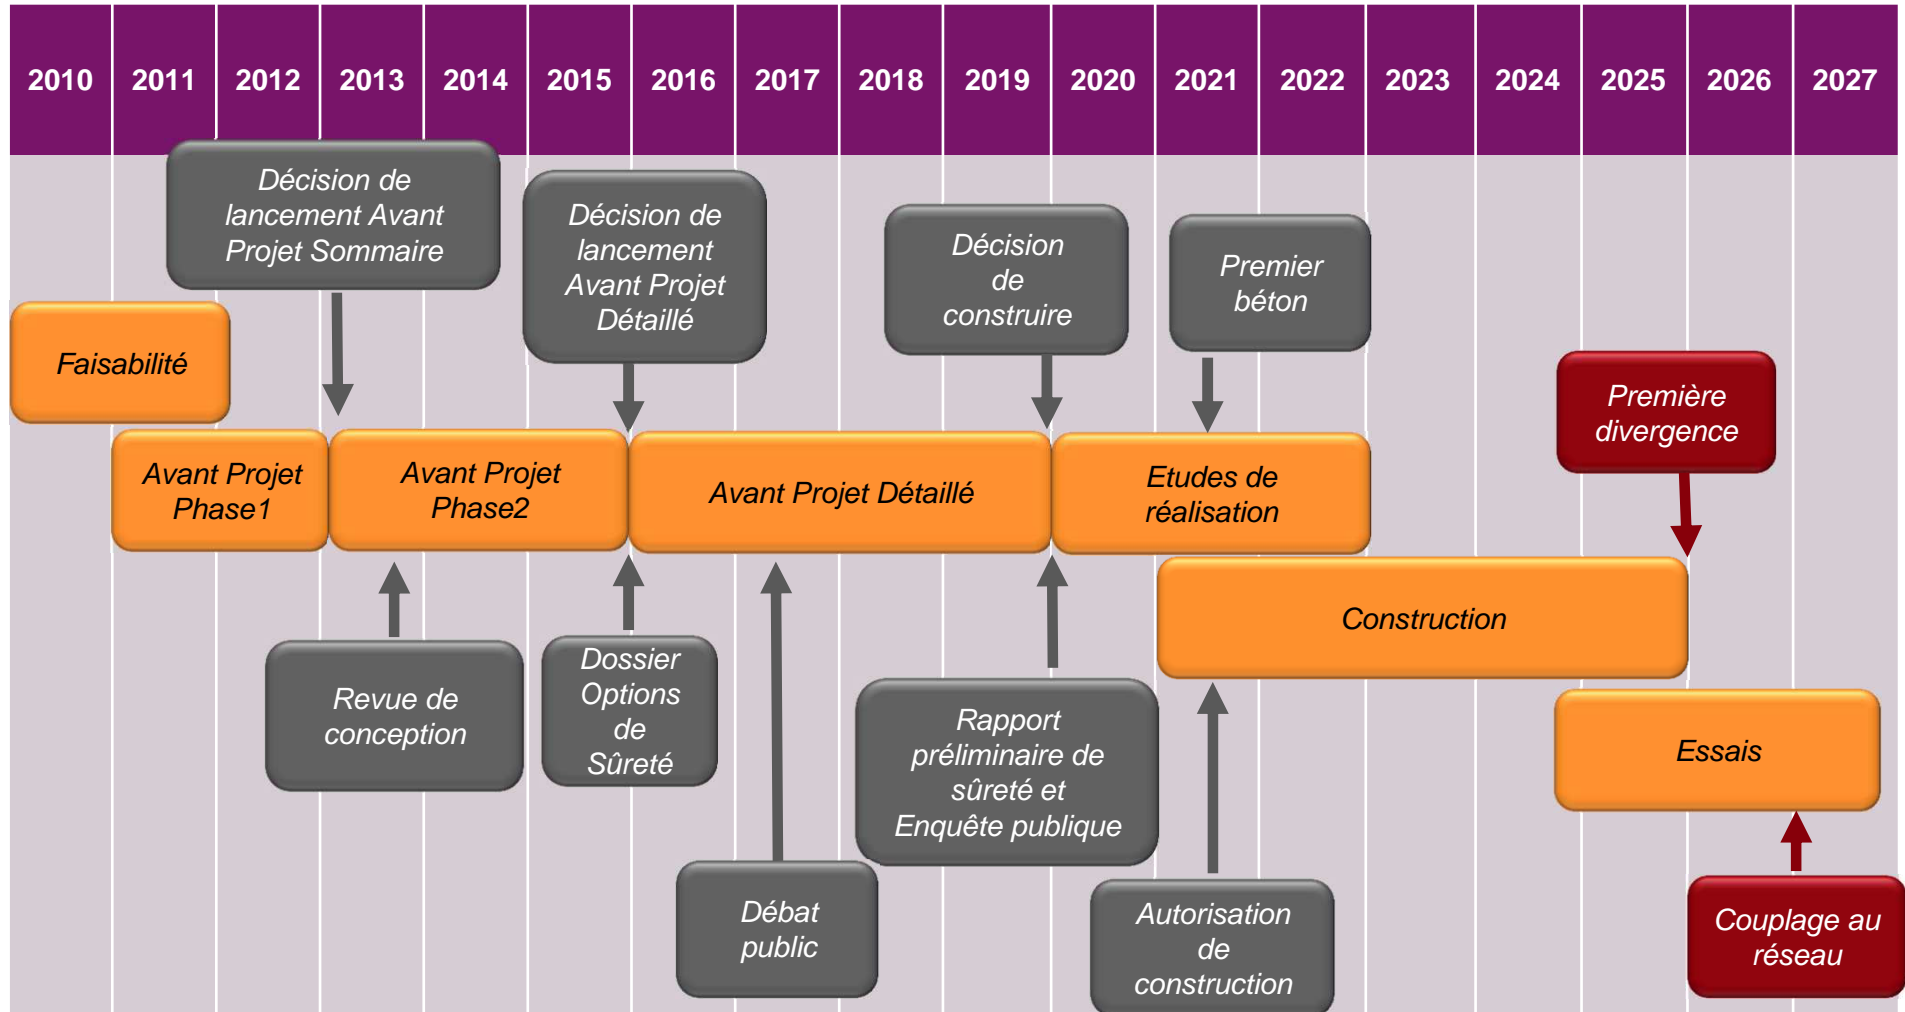 2010 2011 2012 2013 2014 2015 2016 2017 2018 2019 2020 2021 2022 2023 2024 2025 2026 2027
Décision de
lancement Avant
Projet Sommaire
Décision de
lancement
Avant Projet
Détaillé
Décision
de
construire
Premier
béton
Faisabilité
Première
divergence
Avant Projet
Phase1
Avant Projet
Phase2
Avant Projet Détaillé
Etudes de
réalisation
Construction
Revue de
conception
Dossier
Options
de
Sûreté
Rapport
préliminaire de
sûreté et
Enquête publique
Essais
Débat
public
Autorisation
de
construction
Couplage au
réseau